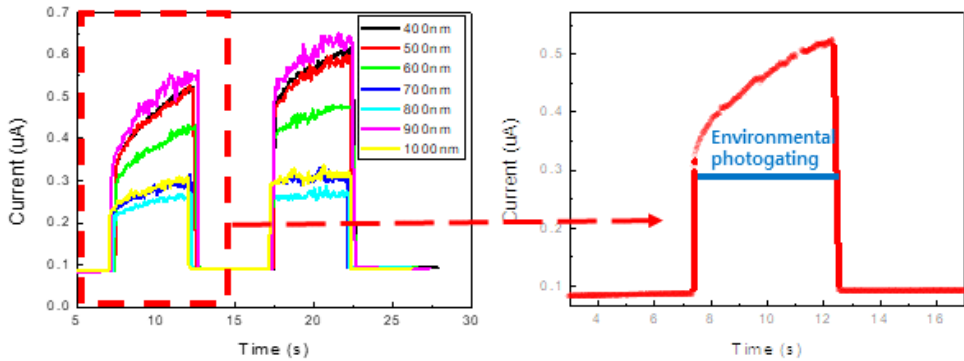 0.7
0.6
0.5
0.4
0.3
0.2
0.1
0.0
Current (uA)
5
10
15
20
25
30
Time (s)
400nm
500nm
600nm
700nm
800nm
900nm
1000nm
0.5
0.4
0.3
0.2
0.1
Current (uA)
4
6
8
10
12
14
16
Time (s)
Environmental
photogating